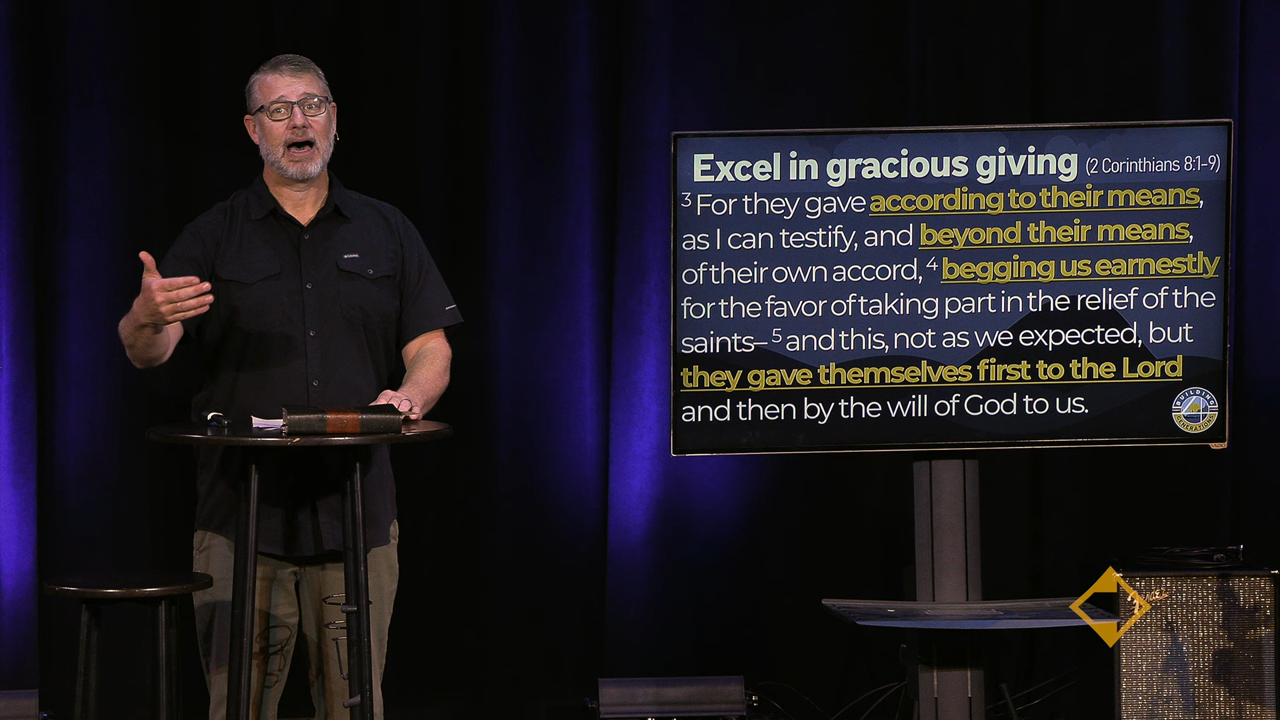 Excel in gracious giving (2 Corinthians 8:1-9)
³ For they gave according to their means,
as I can testify, and beyond their means,
of their own accord, ⁴ begging us earnestly
for the favor of taking part in the relief of the
saints– ⁵ and this, not as we expected, but
they gave themselves first to the Lord
and then by the will of God to us.
BUILDING
GENERATIONS